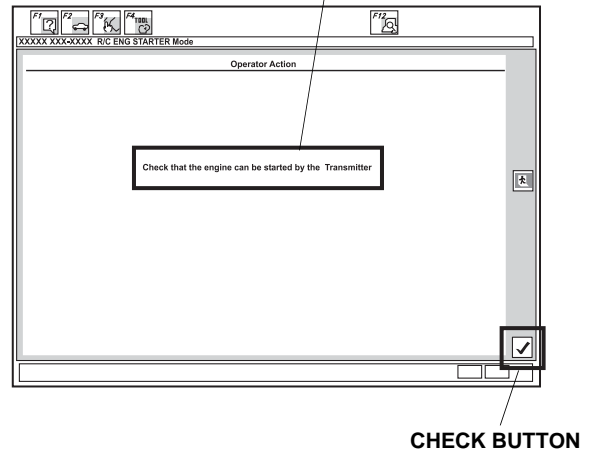 F1 F2 F3 F4 TOOL F12
XXXXX XXX-XXXX R/C ENG STARTER Mode
Operator Action
Check that the engine can be started by the Transmitter
CHECK BUTTON